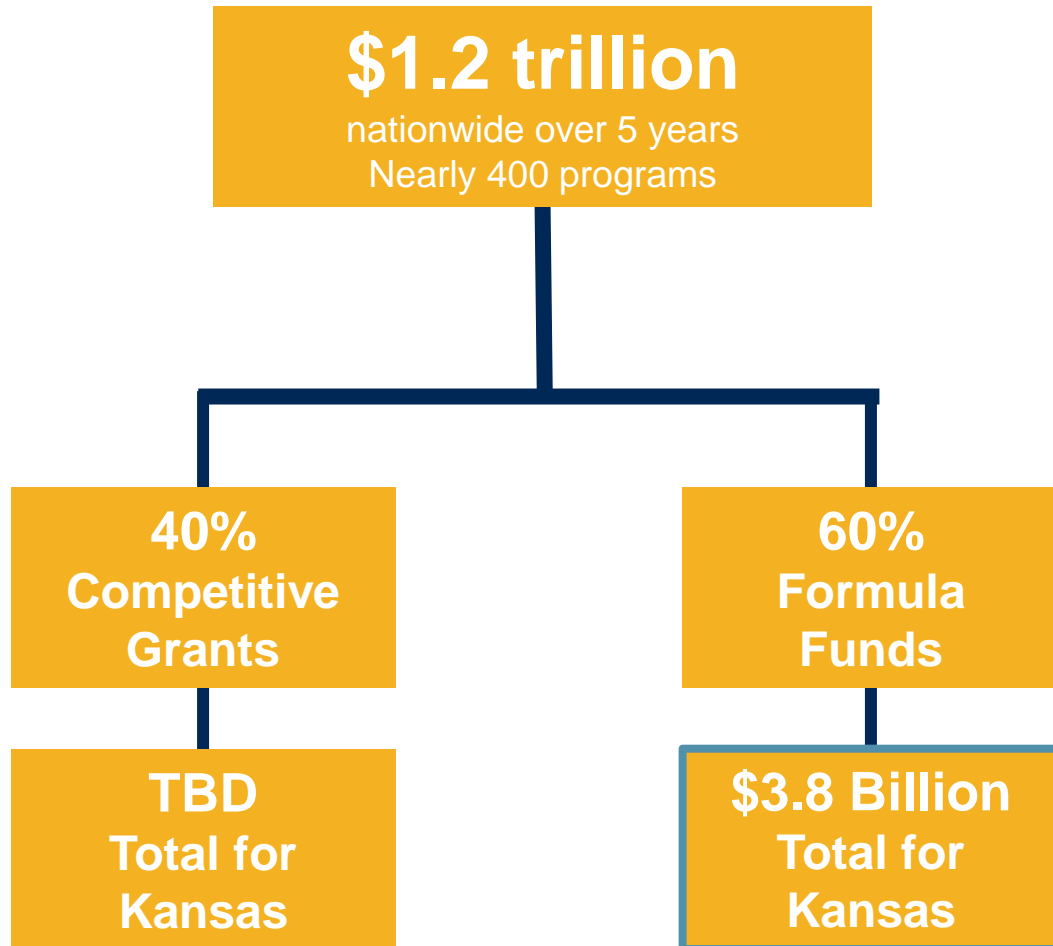 $1.2 trillion
nationwide over 5 years
Nearly 400 programs
40%
Competitive
Grants
60%
Formula
Funds
TBD
Total for
Kansas
$3.8 Billion
Total for
Kansas